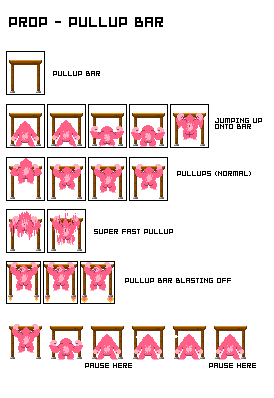 PROP - PULLUP BAR
PULLUP BAR
JUMPING UP
ONTO BAR
PULLUPS (NORMAL)
SUPER FAST PULLUP
PULLUP BAR BLASTING OFF
PAUSE HERE
PAUSE HERE